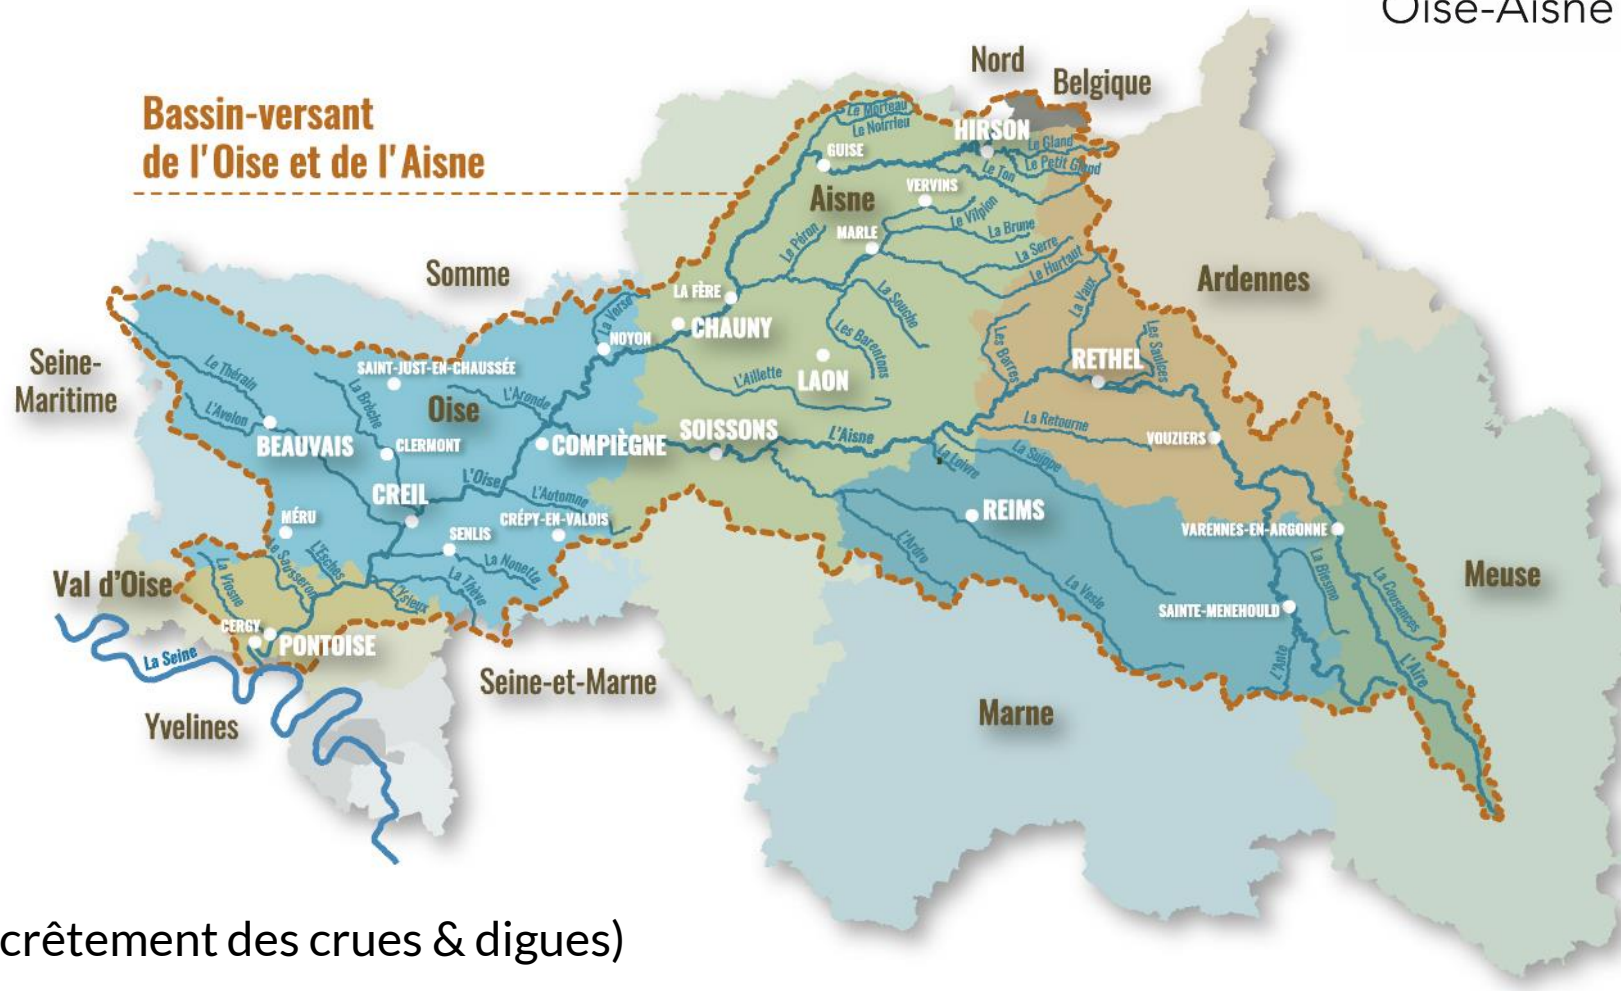 Oise-Aisne
Nord
Belgique
Bassin-versant
de l'Oise et de l'Aisne
Le Morteau
Le Noirrieu
HIRSON
Le Gland
Le Petit Gland
Le Ton
GUISE
VERVINS
Aisne
Le Vilpion
La Brune
MARLE
Le Péron
La Serre
Le Hurtaut
Somme
Ardennes
LA FÈRE
La Souche
La Vaux
La Verse
CHAUNY
NOYON
Les Barentons
Les Barres
Les Saulces
RETHEL
Seine-
Maritime
Le Thérain
SAINT-JUST-EN-CHAUSSÉE
La Brèche
L'Aronde
Oise
L'Aillette
LAON
L'Avelon
BEAUVAIS
CLERMONT
COMPIÈGNE
SOISSONS
L'Aisne
La Retourne
VOUZIERS
La Loivre
La Suippe
CREIL
L'Oise
L'Automne
REIMS
MÉRU
SENLIS
CRÉPY-EN-VALOIS
VARENNES-EN-ARGONNE
Val d'Oise
La Viosne
Le Sausseron
L'Esches
La Nonette
La Thève
L'Ysieux
L'Ardre
La Vesle
La Biesme
La Cousances
Meuse
SAINTE-MENEHOULD
CERGY
PONTOISE
La Seine
Seine-et-Marne
L'Ante
L'Aire
Yvelines
Marne
crêtement des crues & digues)